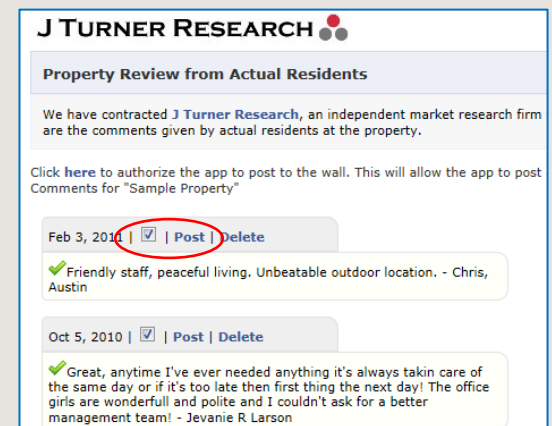 J TURNER RESEARCH
Property Review from Actual Residents
We have contracted J Turner Research, an independent market research firm
are the comments given by actual residents at the property.
Click here to authorize the app to post to the wall. This will allow the app to post
Comments for "Sample Property"
Feb 3, 2011 | | Post | Delete
Friendly staff, peaceful living. Unbeatable outdoor location. - Chris,
Austin
Oct 5, 2010 | | Post | Delete
Great, anytime I've ever needed anything it's always takin care of
the same day or if it's too late then first thing the next day! The office
girls are wonderfull and polite and I couldn't ask for a better
management team! - Jevanie R Larson